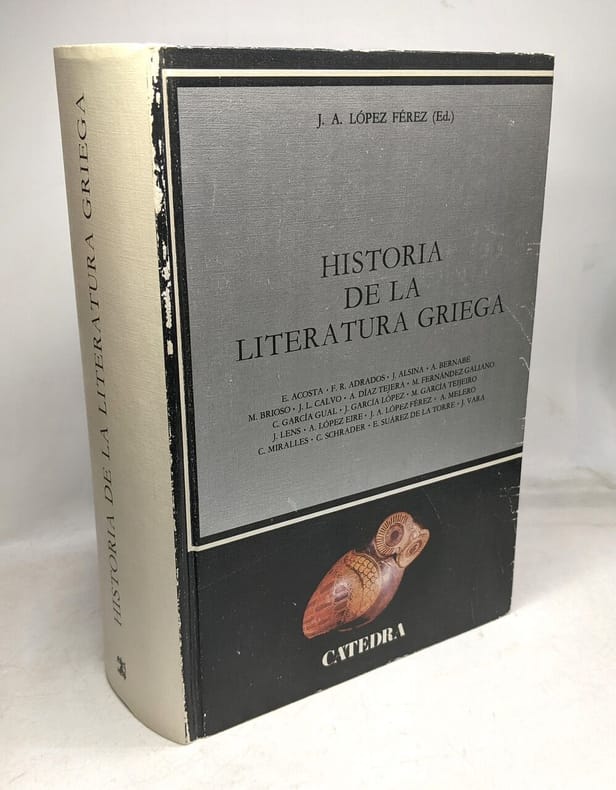 HISTORIA DE LA LITERATURA GRIEGA
J. A. LÓPEZ FÉREZ (Ed.)
HISTORIA
DE LA
LITERATURA GRIEGA
E. ACOSTA · F. R. ADRADOS · J. ALSINA · A. BERNABE
M. BRIOSO · J. L. CALVO · A. DÍAZ TEJERA · M. FERNÁNDEZ GALIANO
C. GARCÍA GUAL · J. GARCÍA LÓPEZ · M. GARCÍA TEIJEIRO
J. LENS · A. LÓPEZ EIRE · J. A. LÓPEZ FÉREZ · A. MELERO
C. MIRALLES · C. SCHRADER · E. SUÁREZ DE LA TORRE · J. VARA
CATEDRA